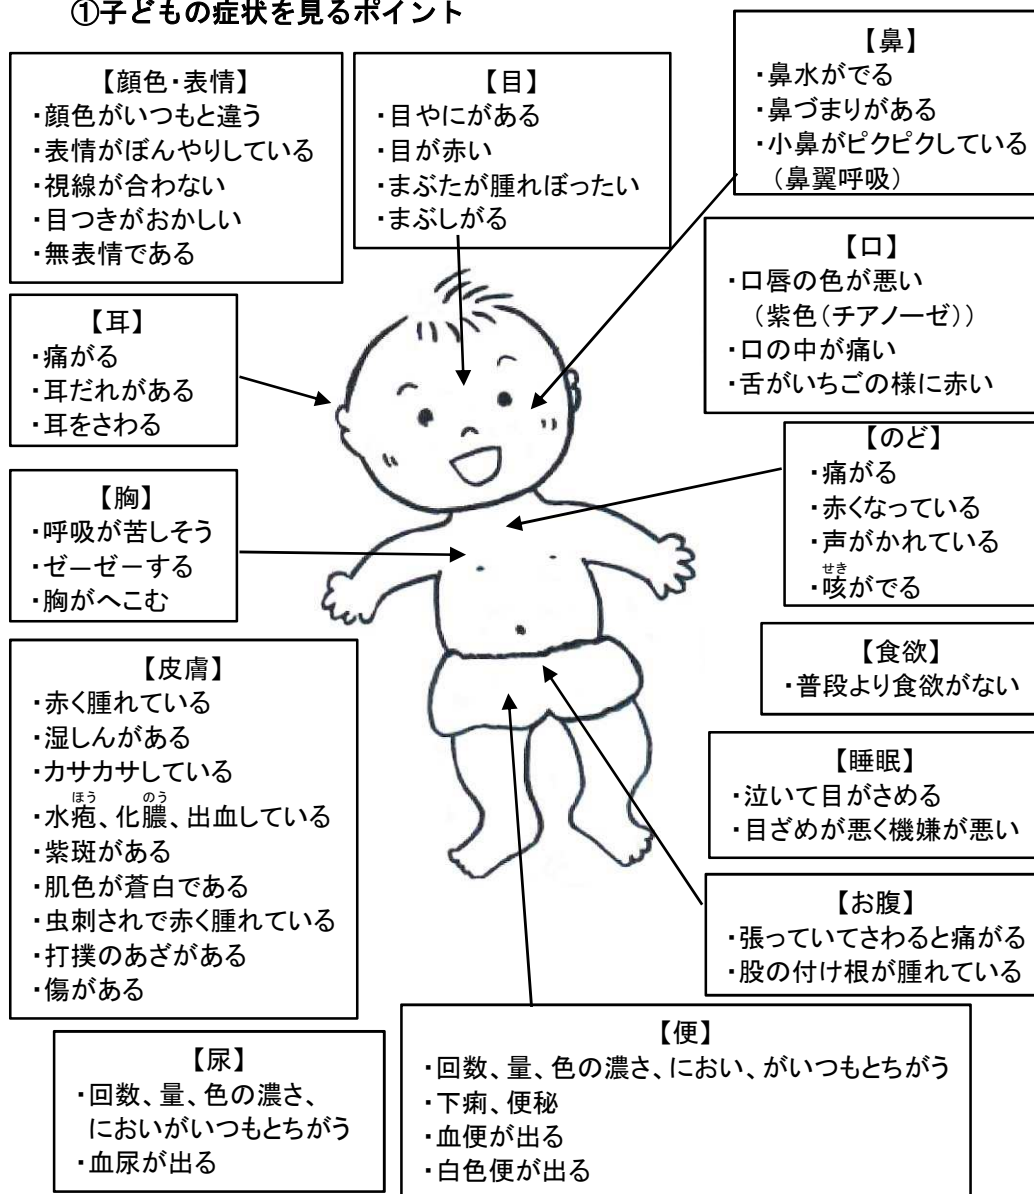 ①子どもの症状を見るポイント
【顔色・表情】
・顔色がいつもと違う
・表情がぼんやりしている
・視線が合わない
・目つきがおかしい
・無表情である
【目】
・目やにがある
・目が赤い
・まぶたが腫れぼったい
・まぶしがる
【鼻】
・鼻水がでる
・鼻づまりがある
・小鼻がピクピクしている
（鼻翼呼吸）
【口】
・口唇の色が悪い
（紫色（チアノーゼ））
・口の中が痛い
・舌がいちごの様に赤い
【耳】
・痛がる
・耳だれがある
・耳をさわる
【のど】
・痛がる
・赤くなっている
・声がかれている
せき
・咳がでる
【胸】
・呼吸が苦しそう
・ゼーゼーする
・胸がへこむ
【食欲】
・普段より食欲がない
【皮膚】
・赤く腫れている
・湿しんがある
・カサカサしている
ほう のう
・水疱、化膿、出血している
・紫斑がある
・肌色が蒼白である
・虫刺されで赤く腫れている
・打撲のあざがある
・傷がある
【睡眠】
・泣いて目がさめる
・目ざめが悪く機嫌が悪い
【お腹】
・張っていてさわると痛がる
・股の付け根が腫れている
【尿】
・回数、量、色の濃さ、
においがいつもとちがう
・血尿が出る
【便】
・回数、量、色の濃さ、におい、がいつもとちがう
・下痢、便秘
・血便が出る
・白色便が出る